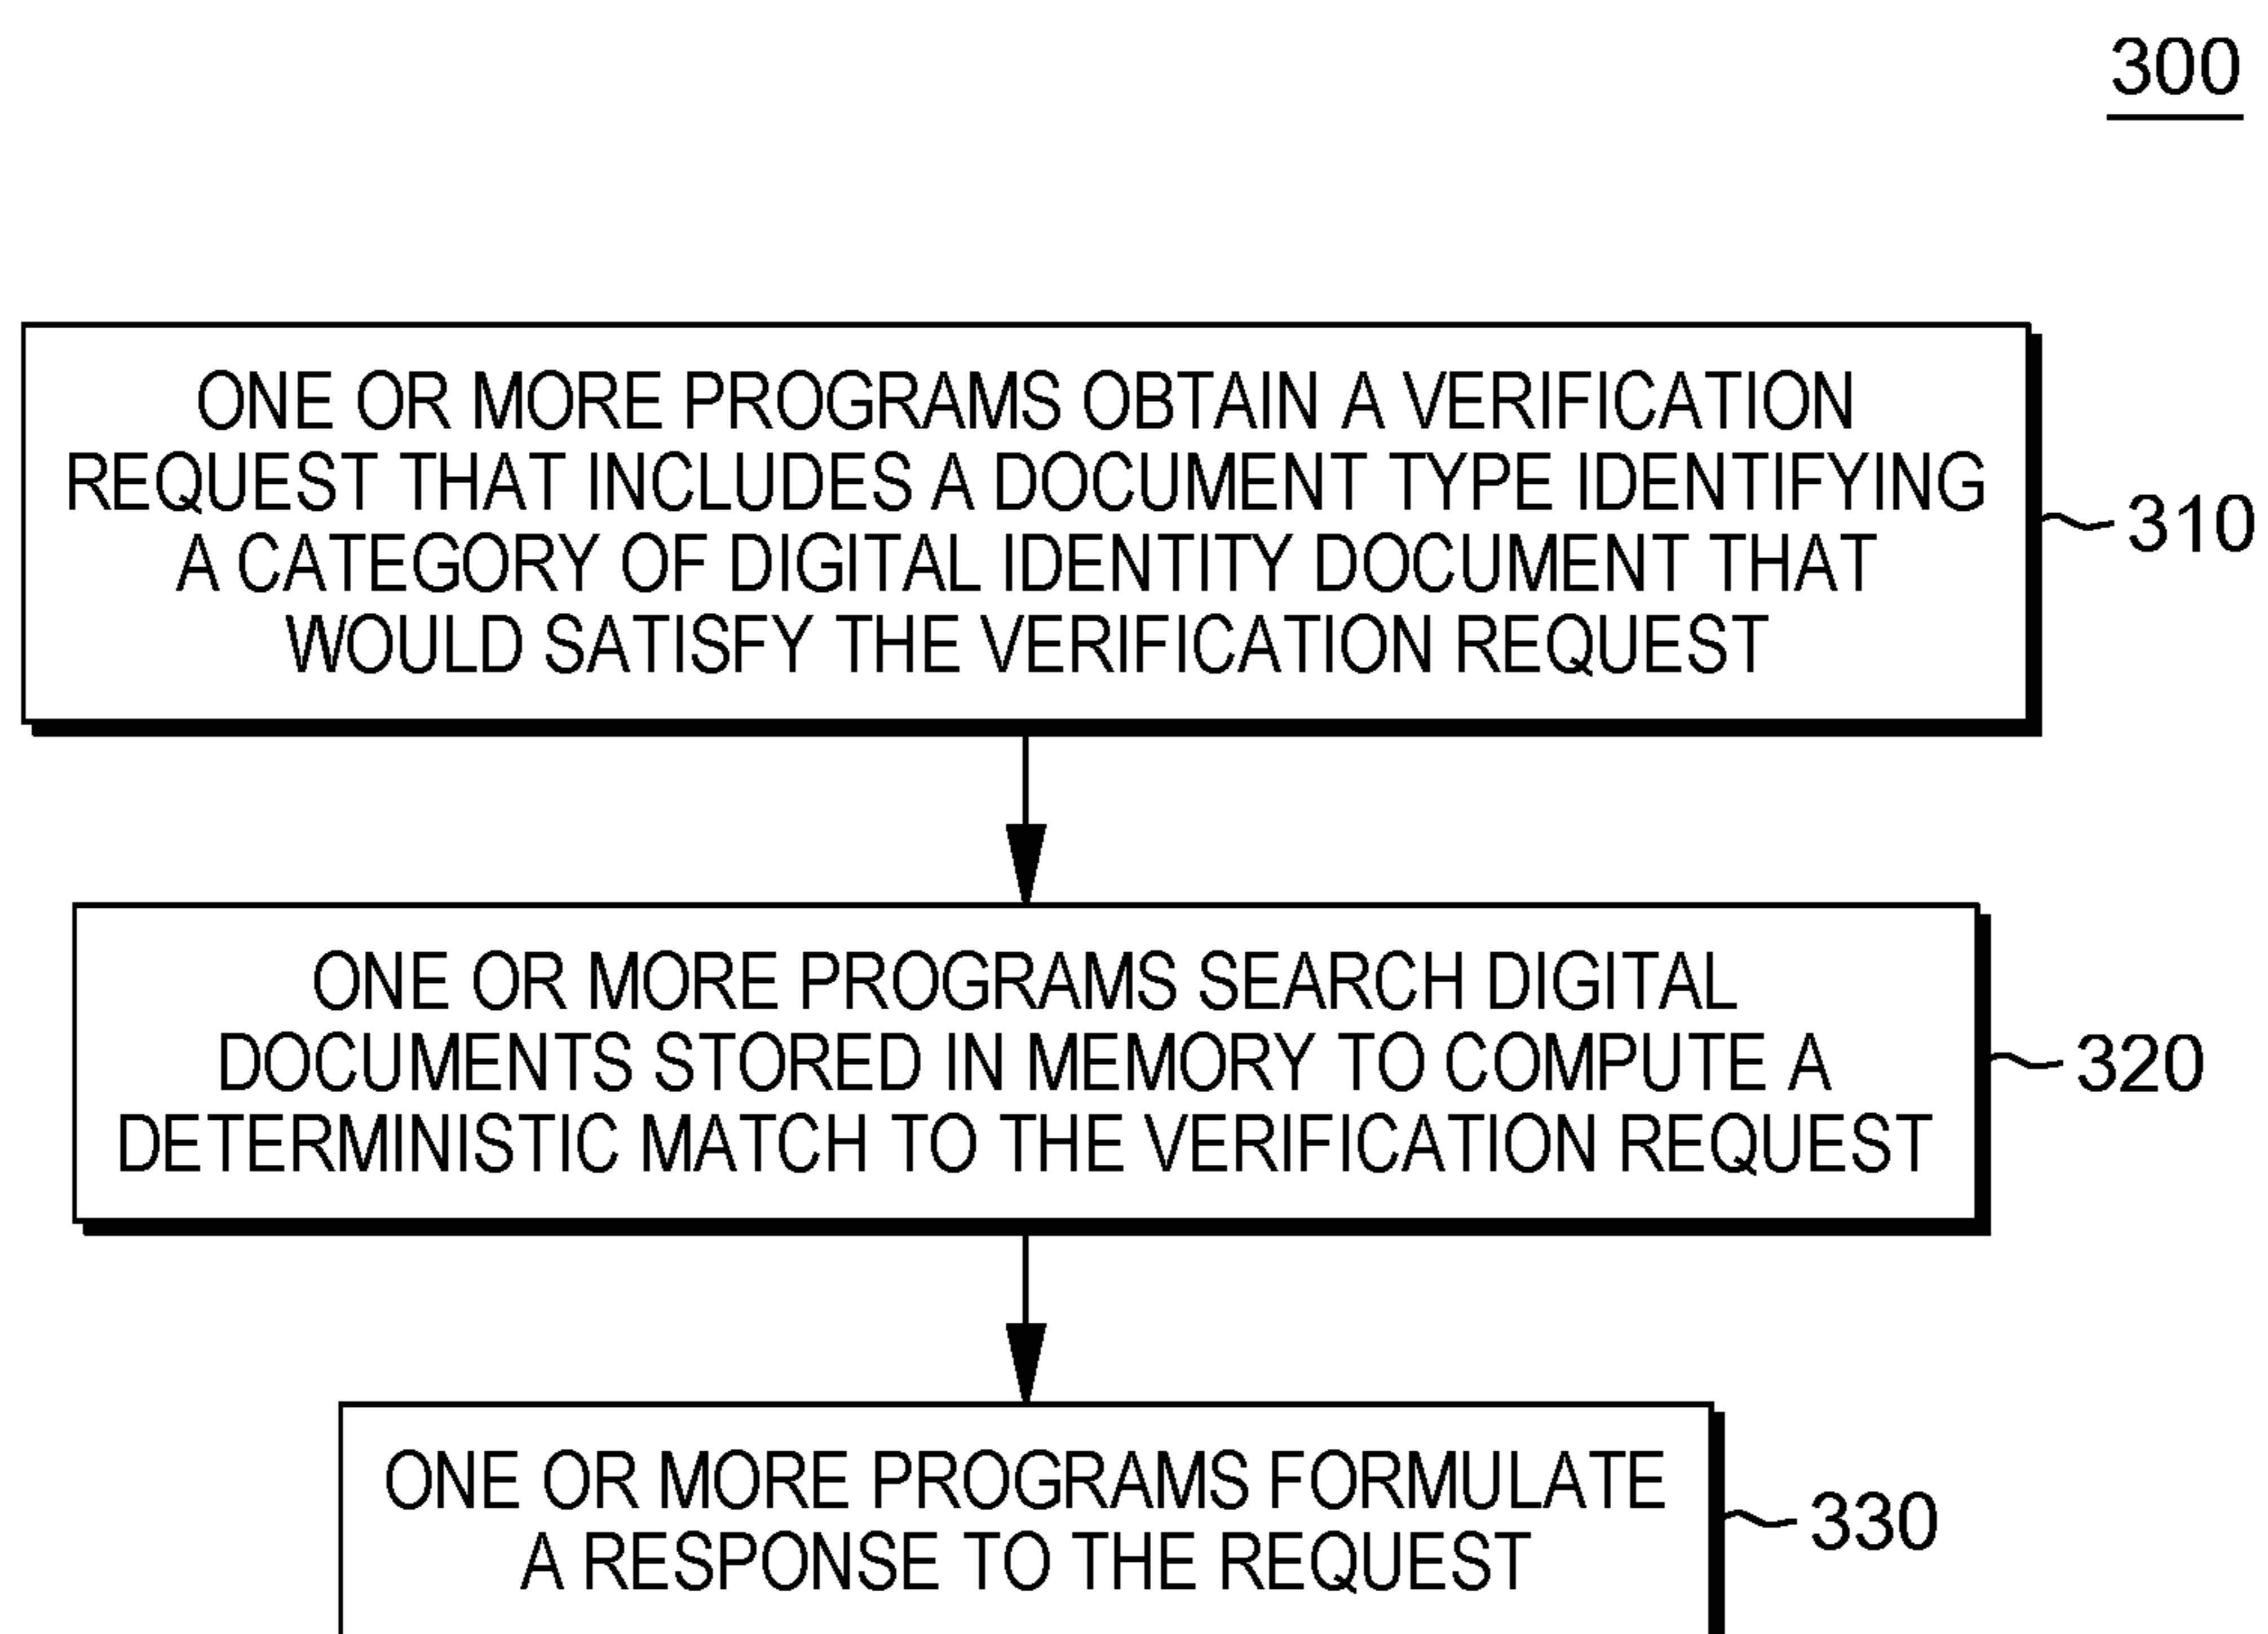 300
ONE OR MORE PROGRAMS OBTAIN A VERIFICATION
REQUEST THAT INCLUDES A DOCUMENT TYPE IDENTIFYING
A CATEGORY OF DIGITAL IDENTITY DOCUMENT THAT
WOULD SATISFY THE VERIFICATION REQUEST
310
ONE OR MORE PROGRAMS SEARCH DIGITAL
DOCUMENTS STORED IN MEMORY TO COMPUTE A
DETERMINISTIC MATCH TO THE VERIFICATION REQUEST
320
ONE OR MORE PROGRAMS FORMULATE
A RESPONSE TO THE REQUEST
330